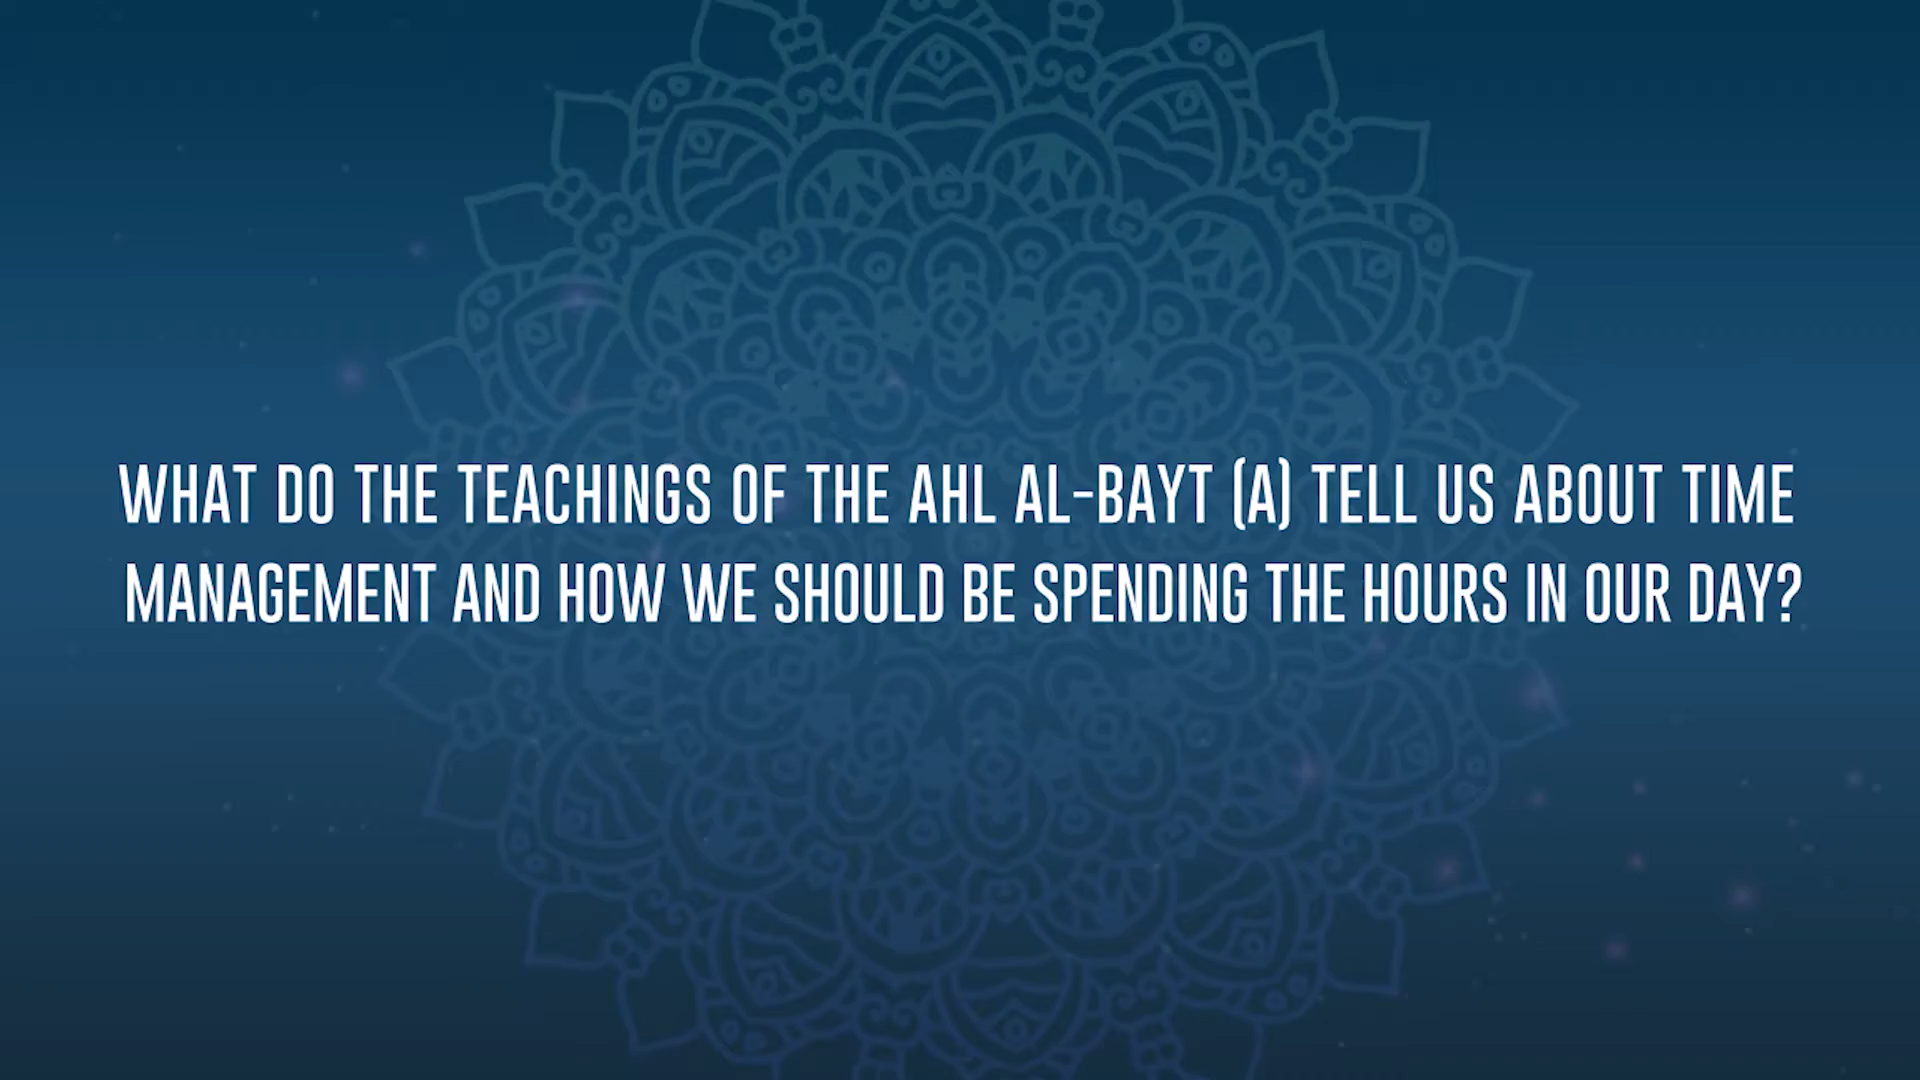 WHAT DO THE TEACHINGS OF THE AHL AL-BAYT (A) TELL US ABOUT TIME
MANAGEMENT AND HOW WE SHOULD BE SPENDING THE HOURS IN OUR DAY?